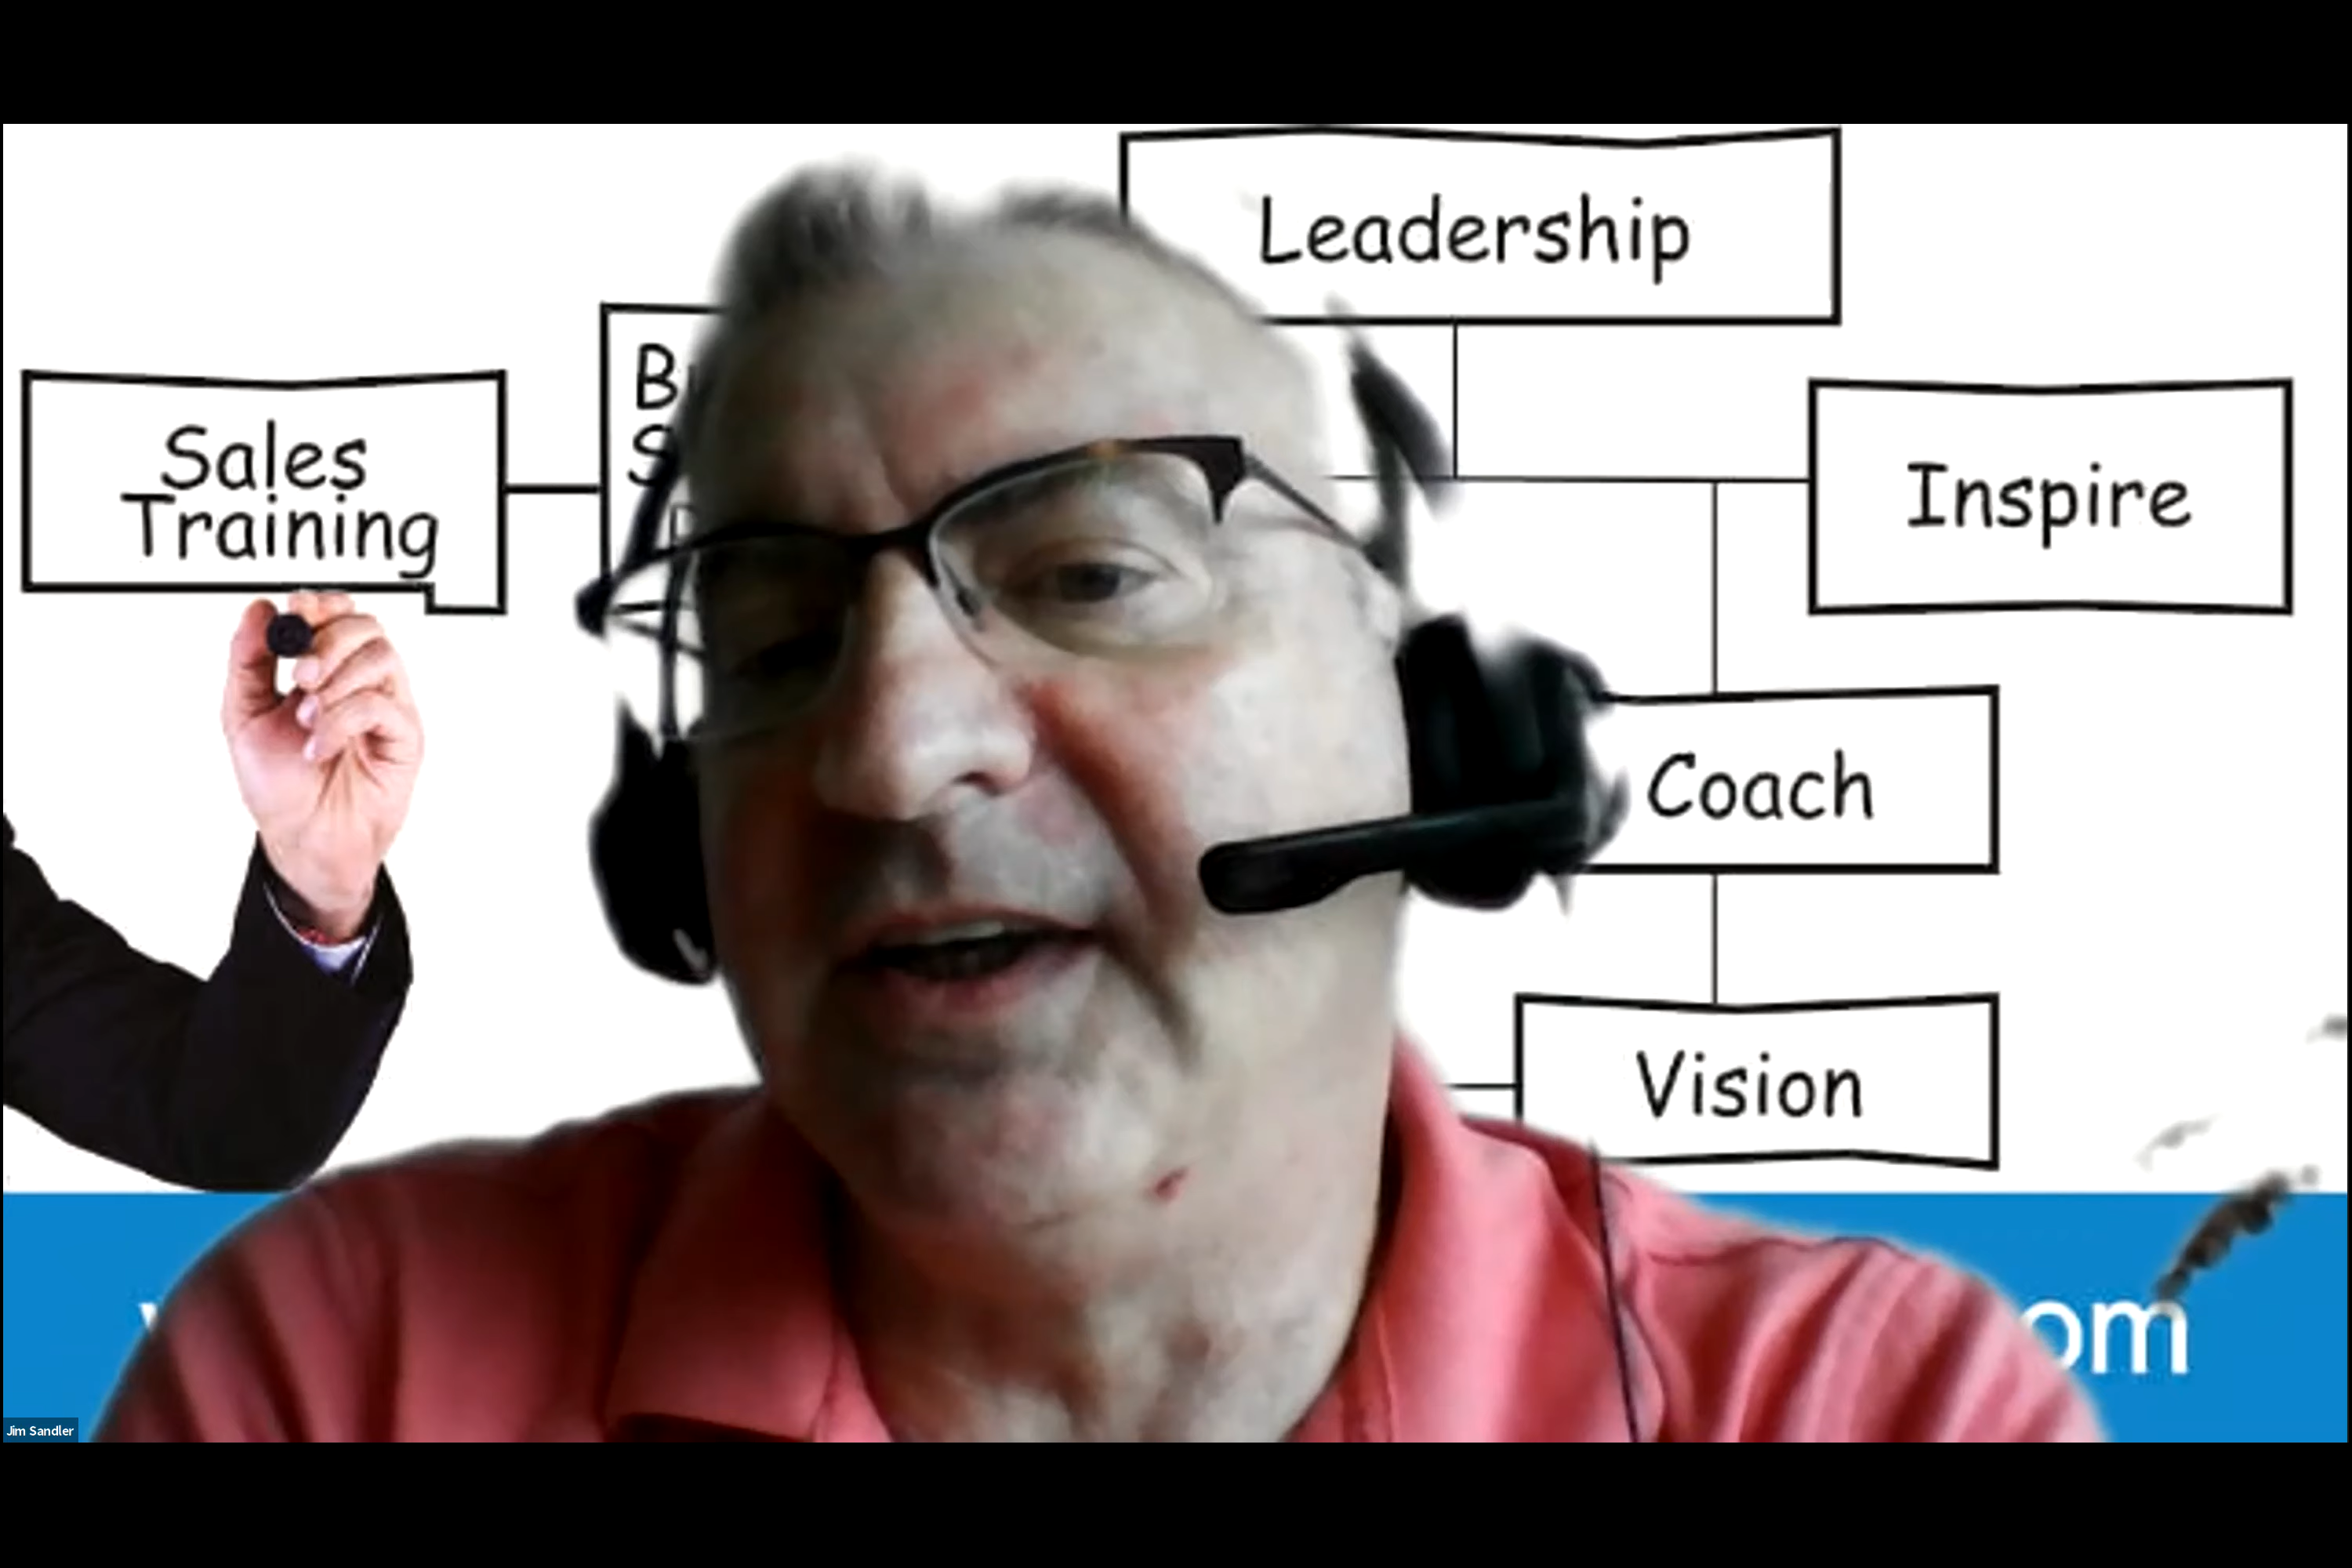 Leadership
Sales
Training
Inspire
Coach
Vision
om
Jim Sandler